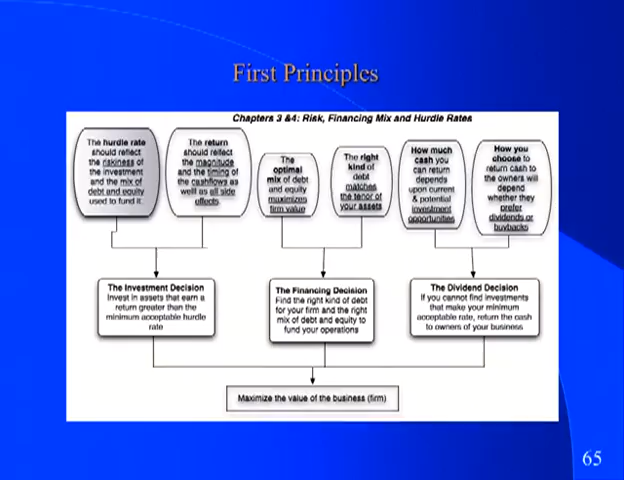 First Principles
Chapters 3 &4: Risk, Financing Mix and Hurdle Rates
The hurdle rate
should reflect
the riskiness of
the investment
and the mix of
debt and equity
used to fund it.
The return
should reflect
the magnitude
and the timing of
the cashflows as
well as all side
effects.
The
optimal
mix of debt
and equity
maximizes
firm value
The right
kind of
debt
matches
the tenor of
your assets
How much
cash you
can return
depends
upon current
& potential
investment
opportunities
How you
choose to
return cash to
the owners will
depend
whether they
prefer
dividends or
buybacks
The Investment Decision
Invest in assets that earn a
return greater than the
minimum acceptable hurdle
rate
The Financing Decision
Find the right kind of debt
for your firm and the right
mix of debt and equity to
fund your operations
The Dividend Decision
If you cannot find investments
that make your minimum
acceptable rate, return the cash
to owners of your business
Maximize the value of the business (firm)
65